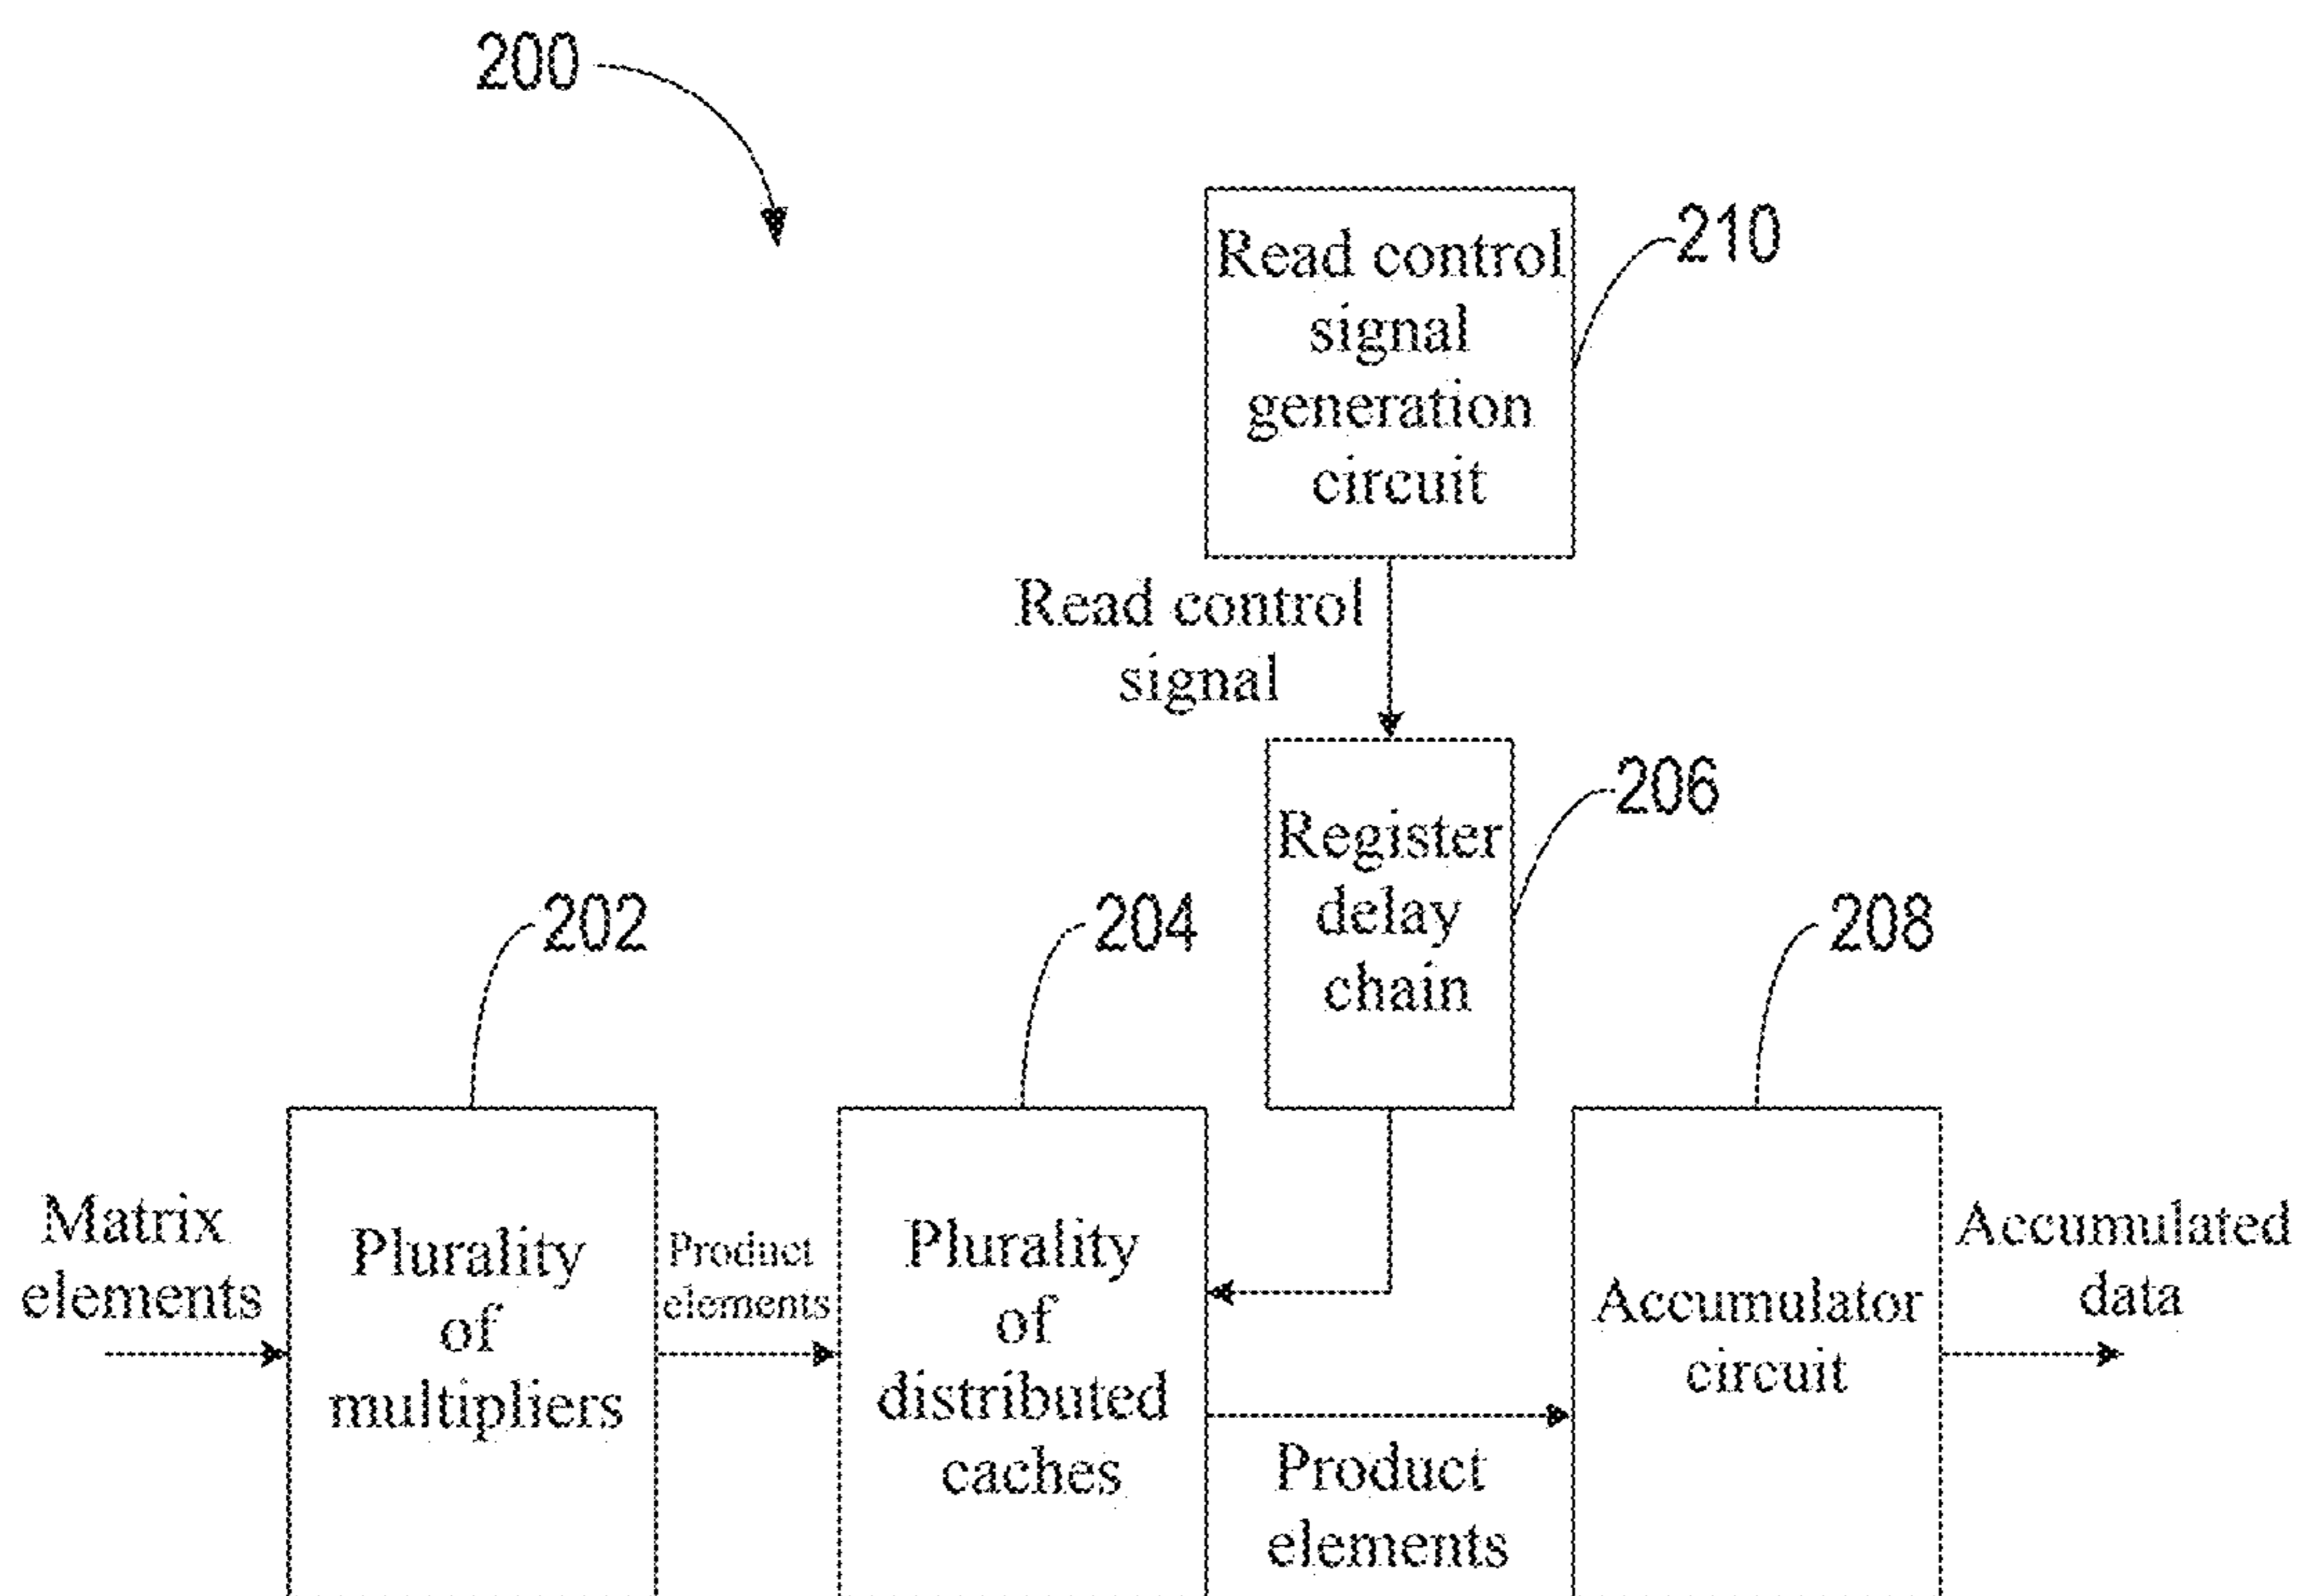 200
Read control
signal
generation
circuit
210
Read control
signal
Register
delay
chain
206
202
204
208
Matrix
elements
Plurality
of
multipliers
Product
elements
Plurality
of
distributed
caches
Product
elements
Accumulator
circuit
Accumulated
data